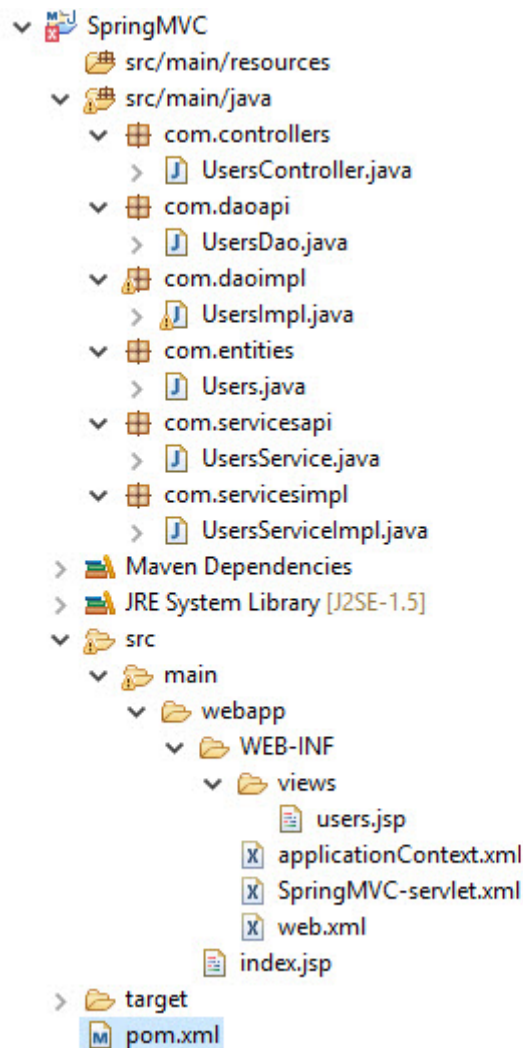 SpringMVC
src/main/resources
src/main/java
com.controllers
UsersController.java
com.daoapi
UsersDao.java
com.daoimpl
UsersImpl.java
com.entities
Users.java
com.servicesapi
UsersService.java
com.servicesimpl
UsersServiceImpl.java
Maven Dependencies
JRE System Library [J2SE-1.5]
src
main
webapp
WEB-INF
views
users.jsp
applicationContext.xml
SpringMVC-servlet.xml
web.xml
index.jsp
target
pom.xml